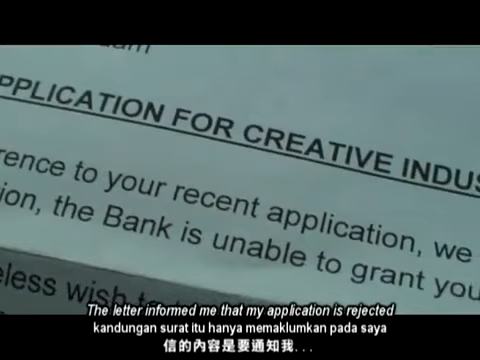 PPLICATION FOR CREATIVE INDUS
rence to your recent application, we
ion, the Bank is unable to grant you
eless wish to
The letter informed me that my application is rejected
kandungan surat itu hanya memaklumkan pada saya
信的內容是要通知我...